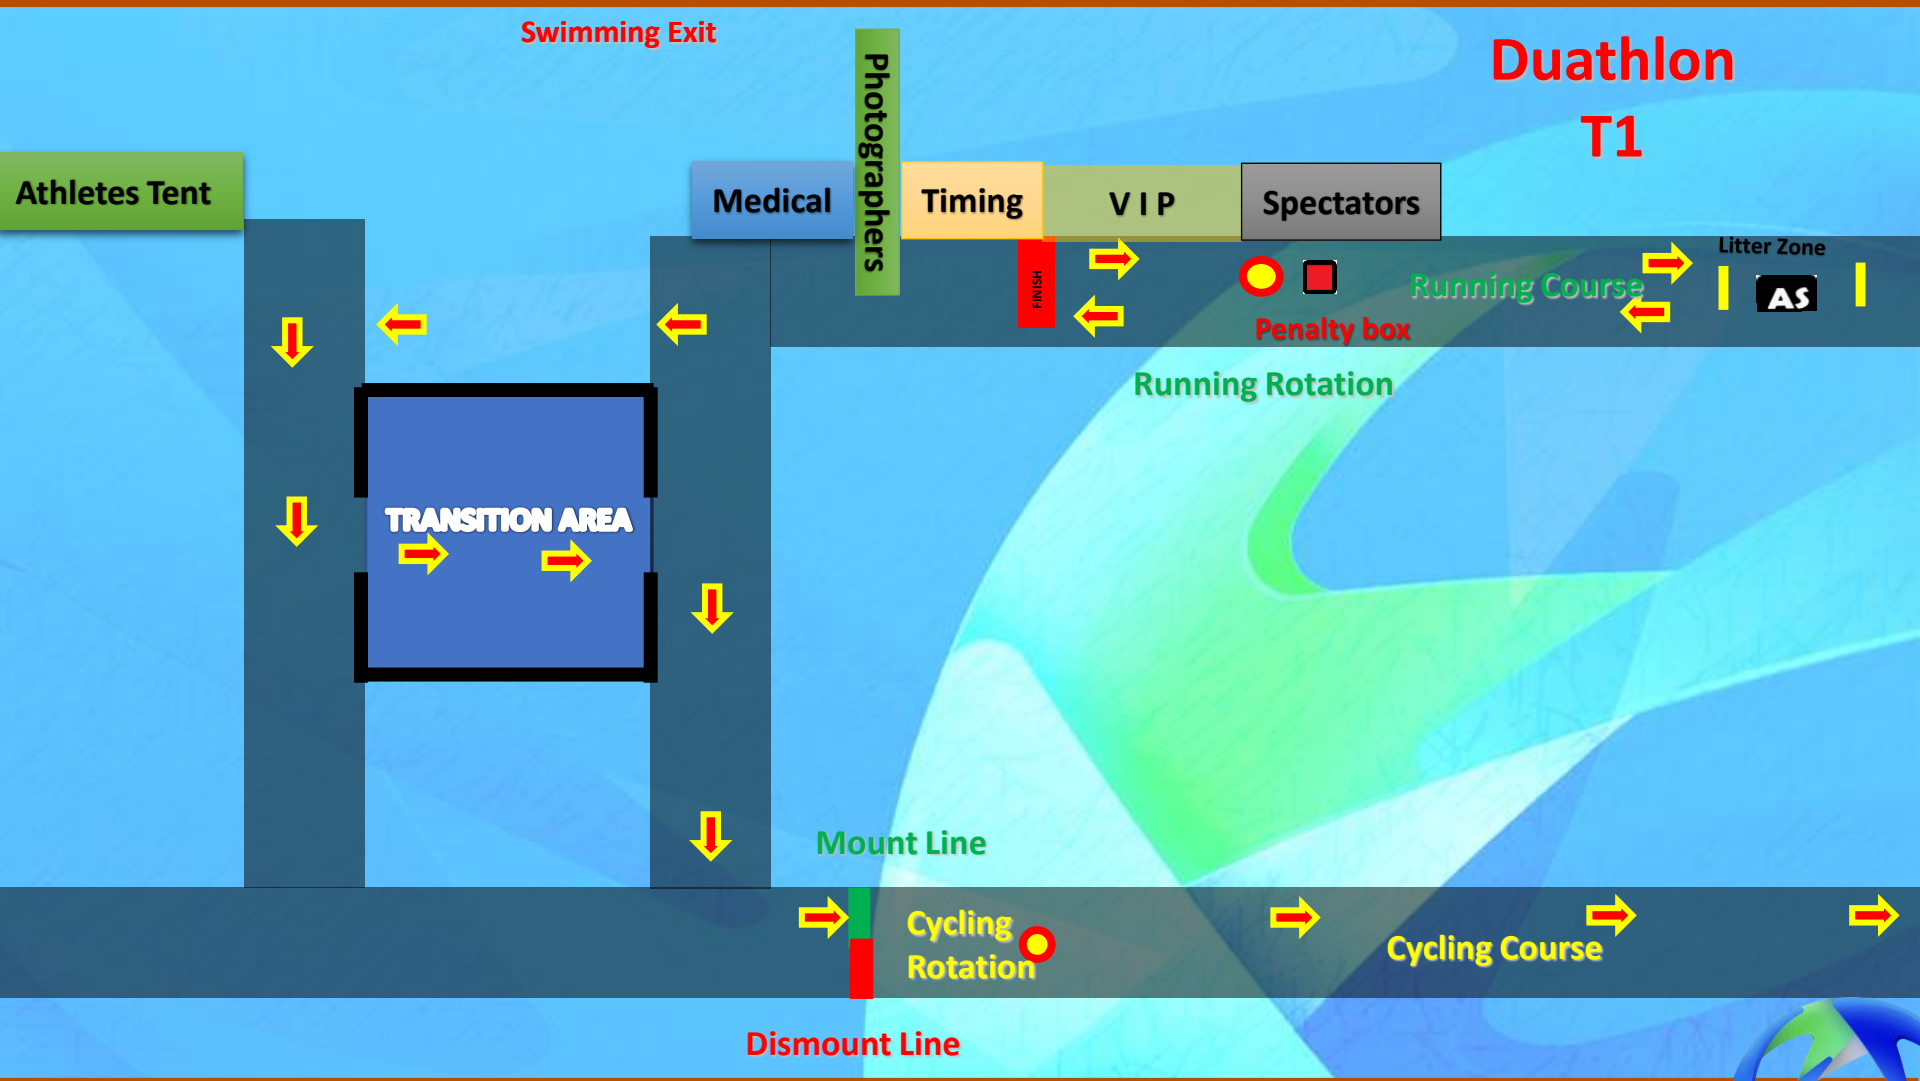 Swimming Exit
Duathlon
T1
Photographers
Athletes Tent
Medical
Timing
V I P
Spectators
Litter Zone
FINISH
Running Course
AS
Penalty box
Running Rotation
TRANSITION AREA
Mount Line
Cycling
Rotation
Cycling Course
Dismount Line